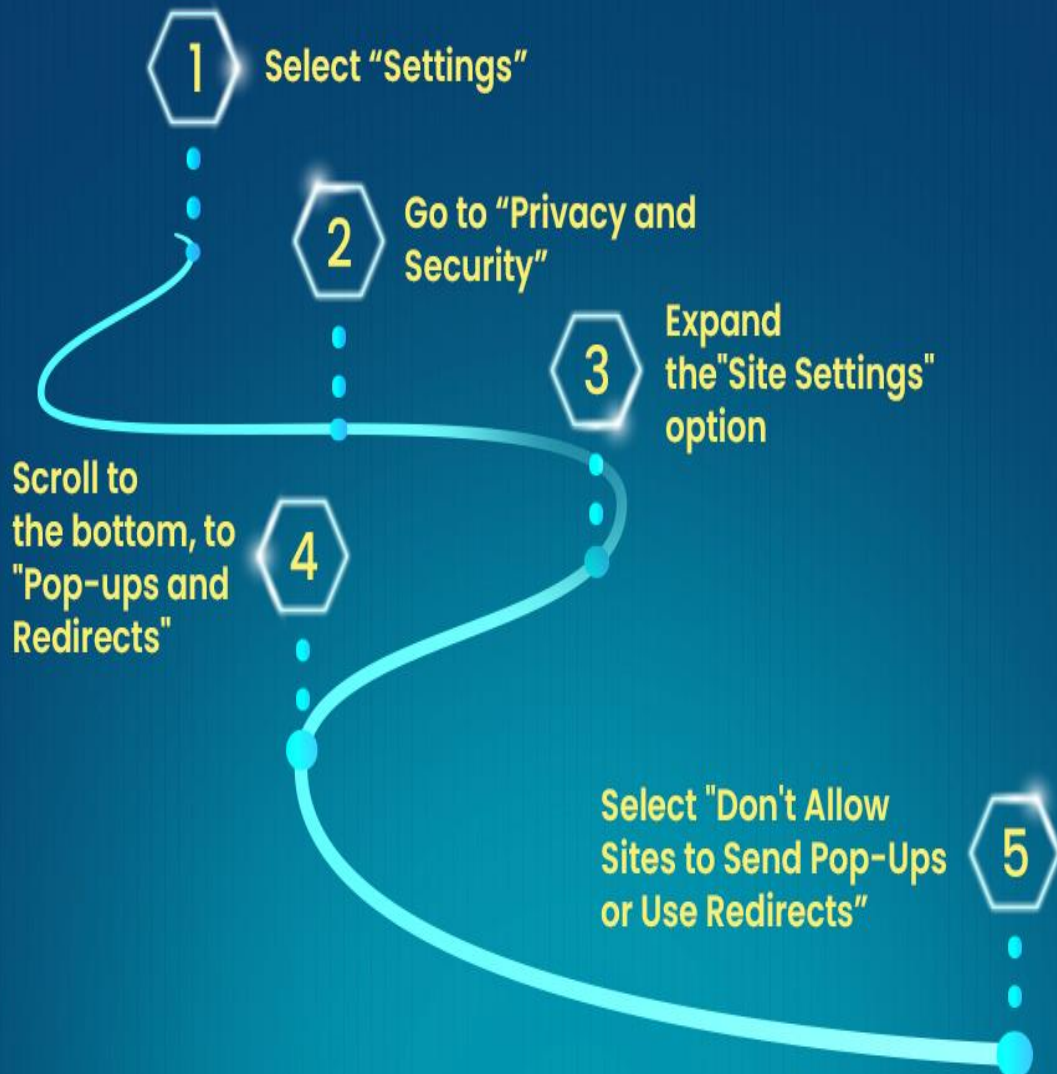 1
Select “Settings”
2
Go to “Privacy and
Security”
3
Expand
the"Site Settings"
option
4
Scroll to
the bottom, to
"Pop-ups and
Redirects"
5
Select "Don't Allow
Sites to Send Pop-Ups
or Use Redirects”